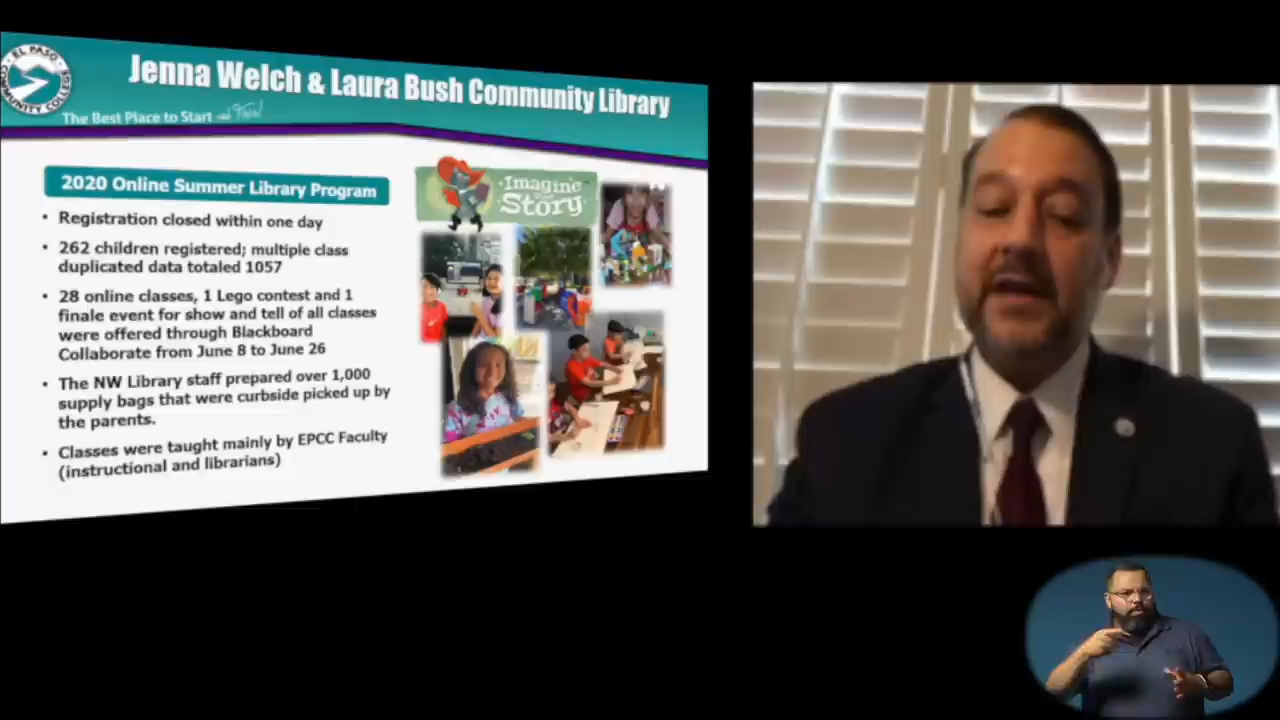 EL PASO
COMMUNITY COLLEGE
Jenna Welch & Laura Bush Community Library
The Best Place to Start and Finish!
2020 Online Summer Library Program
• Registration closed within one day
• 262 children registered; multiple class
duplicated data totaled 1057
• 28 online classes, 1 Lego contest and 1
finale event for show and tell of all classes
were offered through Blackboard
Collaborate from June 8 to June 26
• The NW Library staff prepared over 1,000
supply bags that were curbside picked up by
the parents.
• Classes were taught mainly by EPCC Faculty
(instructional and librarians)
Imagine
Story